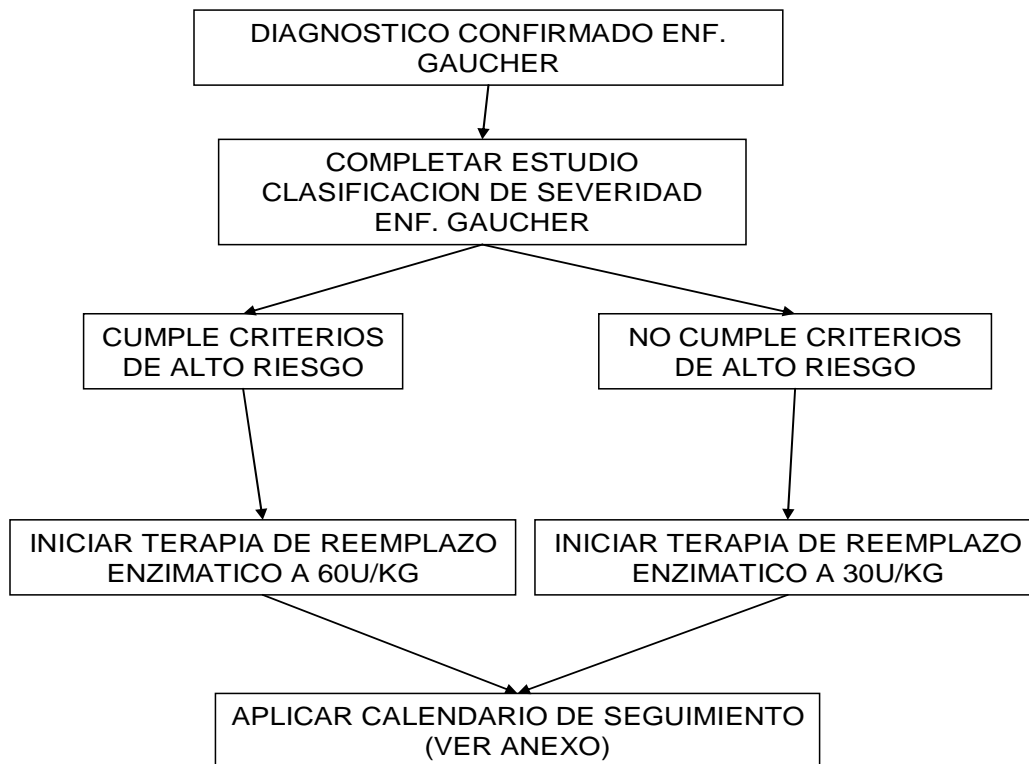 DIAGNOSTICO CONFIRMADO ENF.
GAUCHER
COMPLETAR ESTUDIO
CLASIFICACION DE SEVERIDAD
ENF. GAUCHER
CUMPLE CRITERIOS
DE ALTO RIESGO
NO CUMPLE CRITERIOS
DE ALTO RIESGO
INICIAR TERAPIA DE REEMPLAZO
ENZIMATICO A 60U/KG
INICIAR TERAPIA DE REEMPLAZO
ENZIMATICO A 30U/KG
APLICAR CALENDARIO DE SEGUIMIENTO
(VER ANEXO)